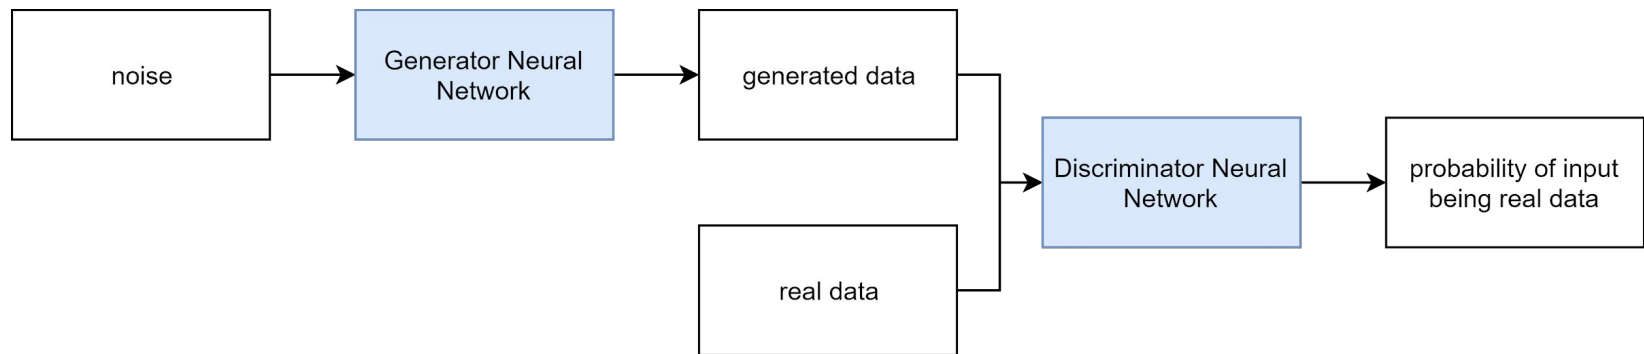 noise
Generator Neural
Network
generated data
real data
Discriminator Neural
Network
probability of input
being real data